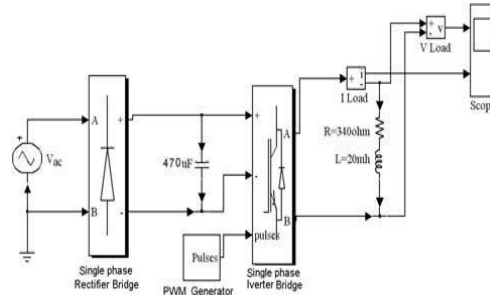 V Load
Scop
I Load
R=340ohm
L=20mh
A
B
+
-
470uF
+
-
A
B
pulses
+
Vac
Pulses
PWM Generator
Single phase
Rectifier Bridge
Single phase
Iverter Bridge
+
-
v
+
i
-